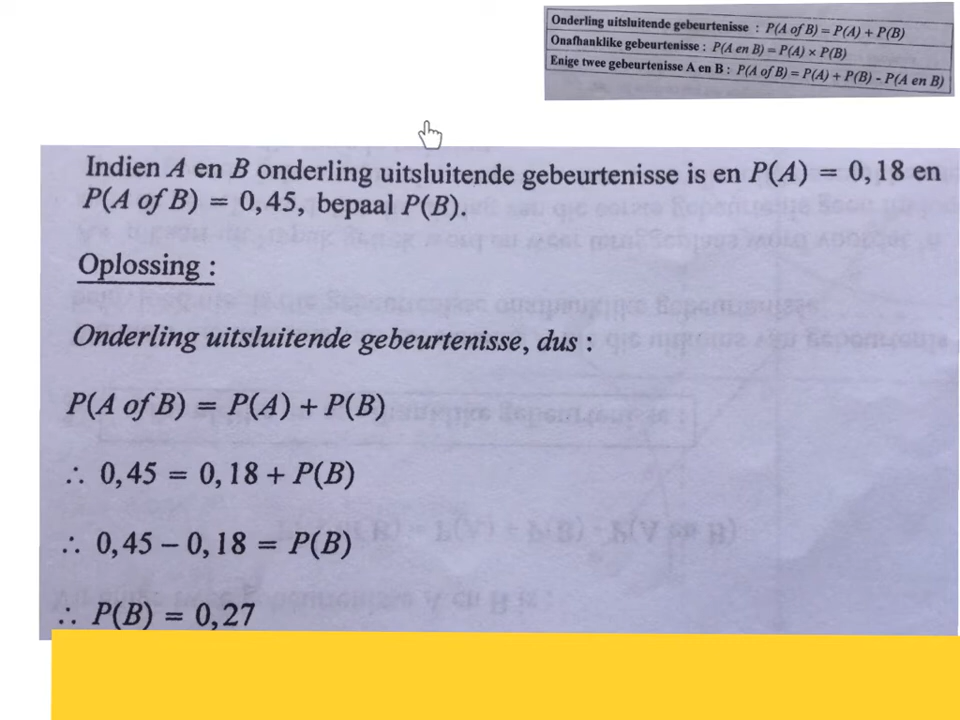 Onderling uitsluitende gebeurtenisse : P(A of B) = P(A) + P(B)
Onafhanklike gebeurtenisse : P(A en B) = P(A) × P(B)
Enige twee gebeurtenisse A en B : P(A of B) = P(A) + P(B) - P(A en B)
Indien A en B onderling uitsluitende gebeurtenisse is en P(A) = 0,18 en
P(A of B) = 0,45, bepaal P(B).
Oplossing :
Onderling uitsluitende gebeurtenisse, dus :
P(A of B) = P(A) + P(B)
∴ 0,45 = 0,18 + P(B)
∴ 0,45 – 0,18 = P(B)
∴ P(B) = 0,27